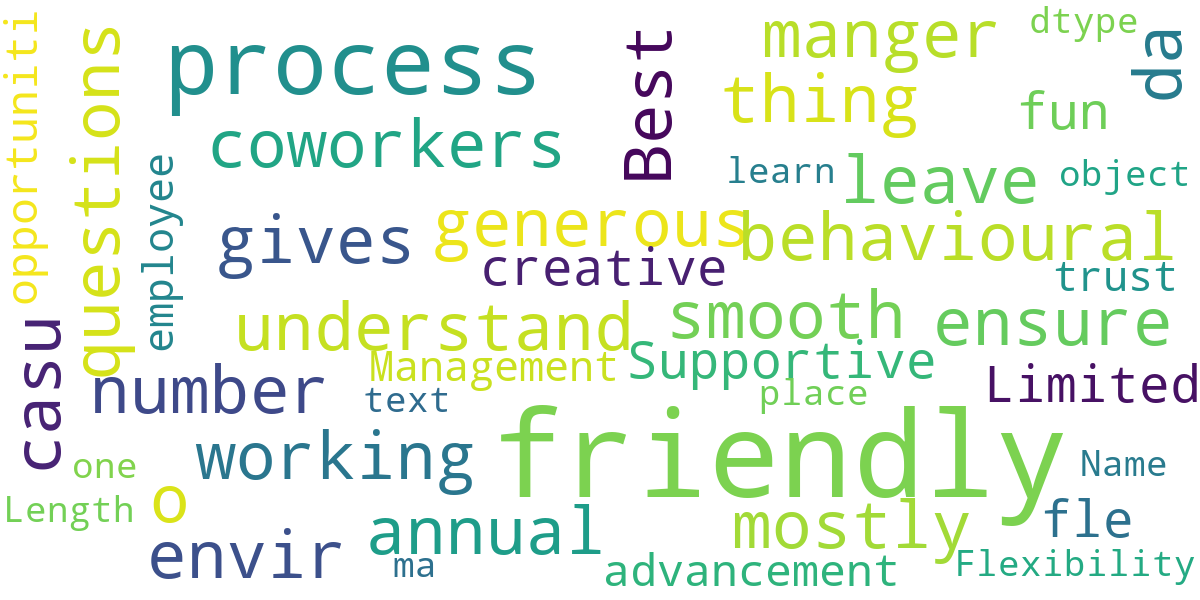 opportuniti
questions
process
Best
manger
dtype
da
thing
fun
coworkers
employee
learn
leave
object
gives
generous
behavioural
creative
trust
casu
understand
smooth
ensure
Management
Supportive
number
text
place
Limited
friendly
working
one
Name
Length
o
annual
mostly
fle
envir
ma
advancement
Flexibility